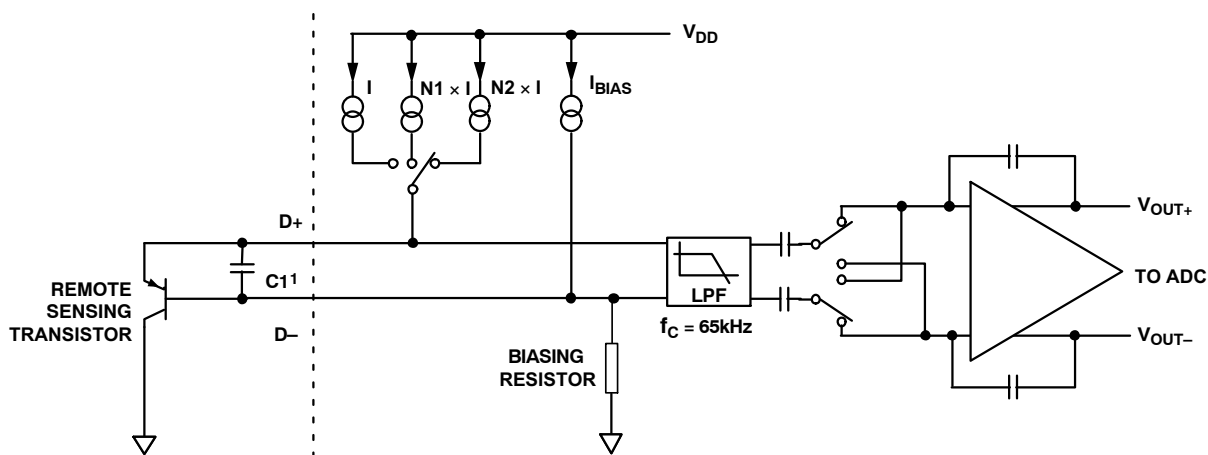 V_DD
I
N1 × I
N2 × I
I_BIAS
D+
C1¹
D–
REMOTE
SENSING
TRANSISTOR
LPF
f_C = 65kHz
BIASING
RESISTOR
V_OUT+
TO ADC
V_OUT–